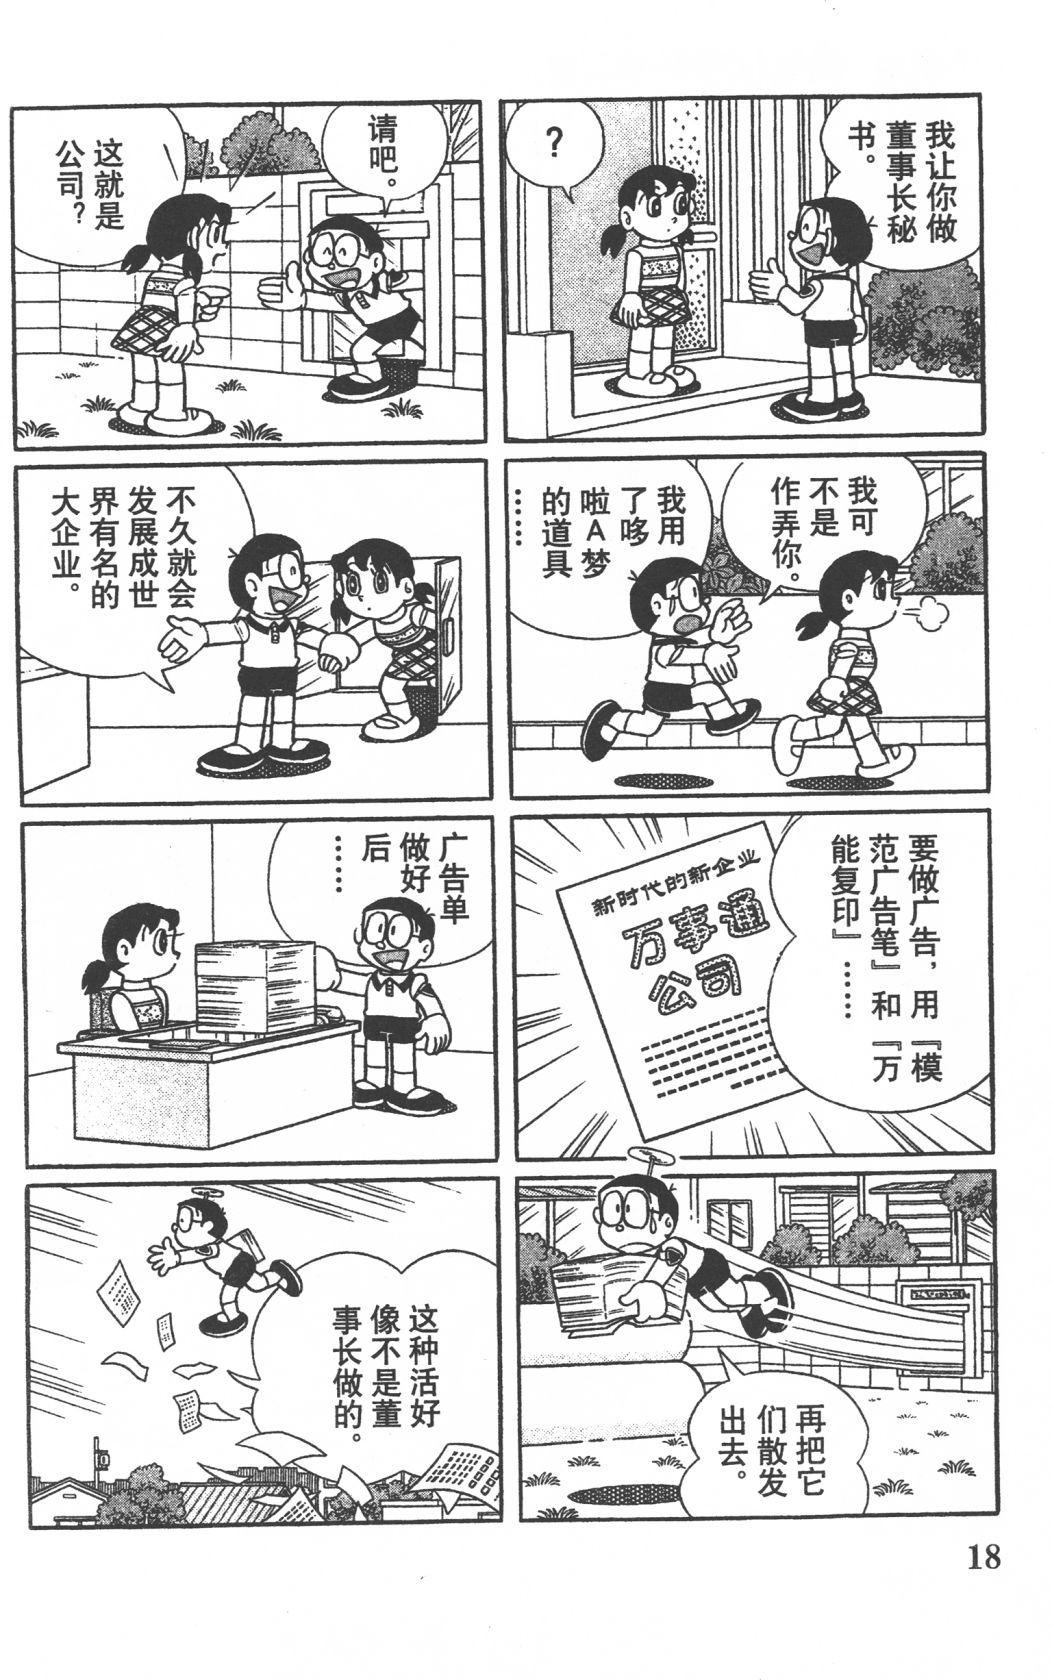 我让你做
董事长秘
书。
？
请吧。
这就是
公司？
我可
不是
作弄你。
我用
了哆
啦A梦
的道具
……
不久就会
发展成世
界有名的
大企业。
要做广告，用『模
范广告笔』和『万
能复印』……
新时代的新企业
万事通
公司
广告单
做好
后
……
再把它
们散发
出去。
这种活好
像不是董
事长做的。
18